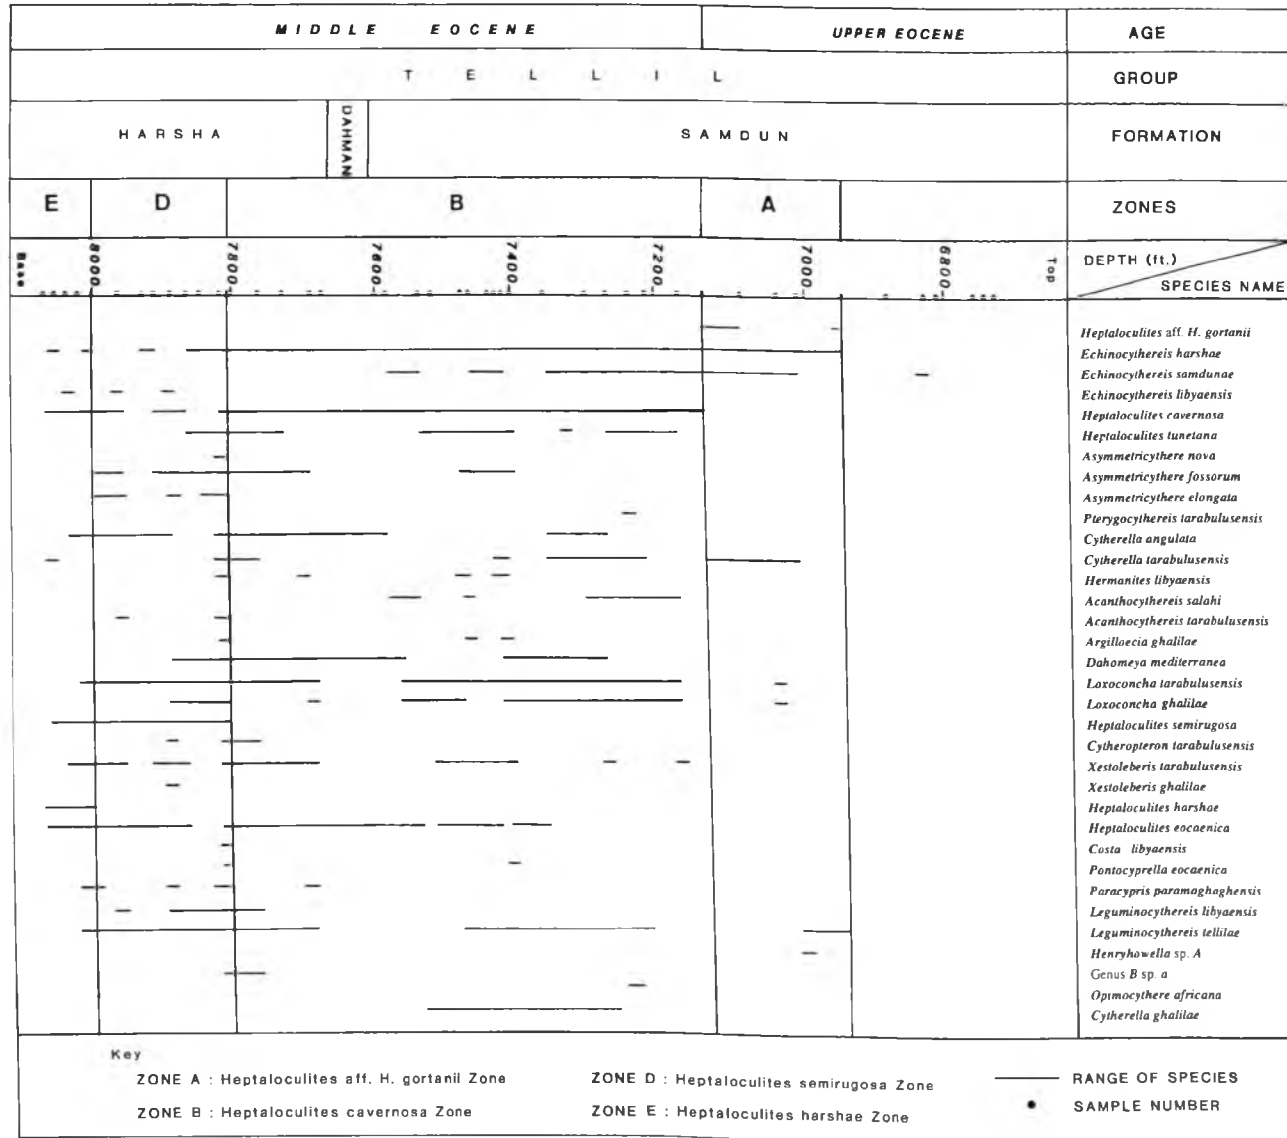 MIDDLE EOCENE UPPER EOCENE AGE
TELLIL GROUP
HARSHA DAHMAN SAMDUN FORMATION
E D B A ZONES
Base 80000 7800 7600 7400 7200 7000 6800 Top DEPTH (ft.)
SPECIES NAME
Heptaloculites aff. H. gortanii
Echinocythereis harshae
Echinocythereis samdunae
Echinocythereis libyaensis
Heptaloculites cavernosa
Heptaloculites tunetana
Asymmetricythere nova
Asymmetricythere fossorum
Asymmetricythere elongata
Pterygocythereis tarabulusensis
Cytherella angulata
Cytherella tarabulusensis
Hermanites libyaensis
Acanthocythereis salahi
Acanthocythereis tarabulusensis
Argilloecia ghalilae
Dahomeya mediterranea
Loxoconcha tarabulusensis
Loxoconcha ghalilae
Heptaloculites semirugosa
Cytheropteron tarabulusensis
Xestoleberis tarabulusensis
Xestoleberis ghalilae
Heptaloculites harshae
Heptaloculites eocaenica
Costa libyaensis
Pontocyprella eocaenica
Paracypris paramaghaghensis
Leguminocythereis libyaensis
Leguminocythereis tellilae
Henryhowella sp. A
Genus B sp. a
Opimocythere africana
Cytherella ghalilae
Key
ZONE A : Heptaloculites aff. H. gortanii Zone ZONE D : Heptaloculites semirugosa Zone RANGE OF SPECIES
ZONE B : Heptaloculites cavernosa Zone ZONE E : Heptaloculites harshae Zone SAMPLE NUMBER